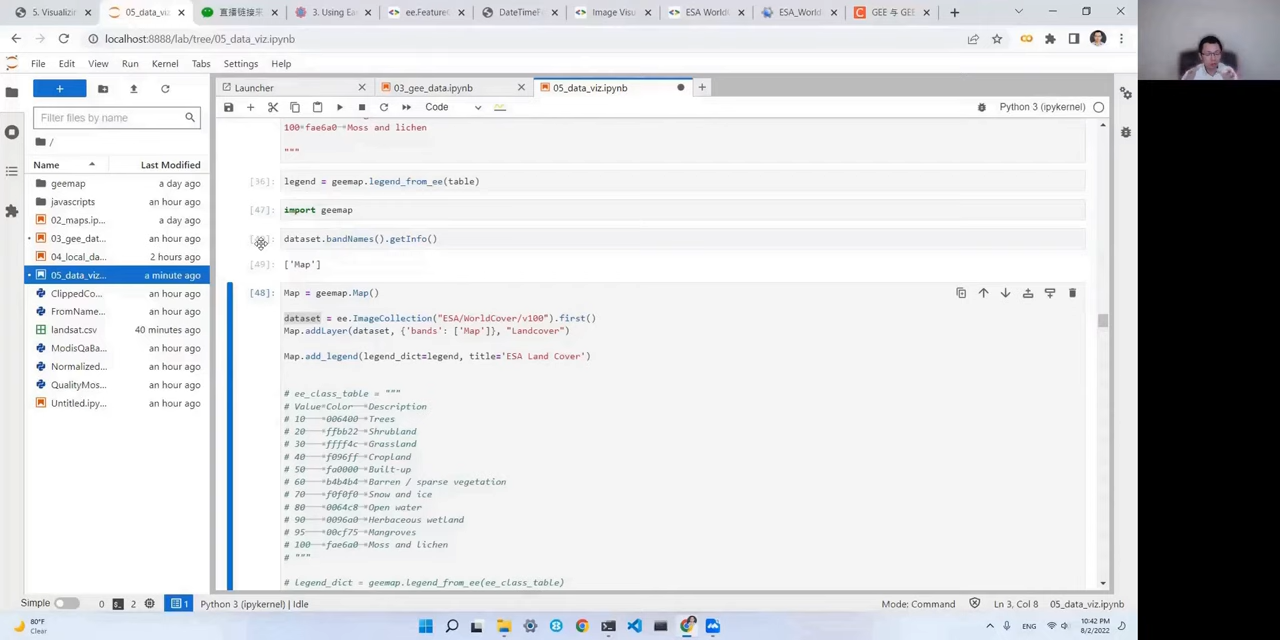 5. Visualizi
05_data_viz
直播链接来
3. Using Ea
ee.Feature
DateTimeF
Image Visu
ESA World
ESA_World
GEE 与 GE
localhost:8888/lab/tree/05_data_viz.ipynb
File Edit View Run Kernel Tabs Settings Help
Launcher
03_gee_data.ipynb
05_data_viz.ipynb
Code
Python 3 (ipykernel)
Filter files by name
/
Name Last Modified
geemap a day ago
javascripts an hour ago
02_maps.ip... a day ago
03_gee_dat... an hour ago
04_local_da... 2 hours ago
05_data_viz... a minute ago
ClippedCo... an hour ago
FromName... an hour ago
landsat.csv 40 minutes ago
ModisQaBa... an hour ago
Normalized... an hour ago
QualityMos... an hour ago
Untitled.ipy... an hour ago
100 fae6a0 Moss and lichen
"""
[36]: legend = geemap.legend_from_ee(table)
[47]: import geemap
dataset.bandNames().getInfo()
[49]: ['Map']
[48]: Map = geemap.Map()
dataset = ee.ImageCollection("ESA/WorldCover/v100").first()
Map.addLayer(dataset, {'bands': ['Map']}, "Landcover")
Map.add_legend(legend_dict=legend, title='ESA Land Cover')
# ee_class_table = """
# Value Color Description
# 10 006400 Trees
# 20 ffbb22 Shrubland
# 30 ffff4c Grassland
# 40 f096ff Cropland
# 50 fa0000 Built-up
# 60 b4b4b4 Barren / sparse vegetation
# 70 f0f0f0 Snow and ice
# 80 0064c8 Open water
# 90 0096a0 Herbaceous wetland
# 95 00cf75 Mangroves
# 100 fae6a0 Moss and lichen
# """
# legend_dict = geemap.legend_from_ee(ee_class_table)
Simple 0 2 1 Python 3 (ipykernel) | Idle
Mode: Command Ln 3, Col 8 05_data_viz.ipynb
80°F
Clear
ENG
10:42 PM
8/2/2022